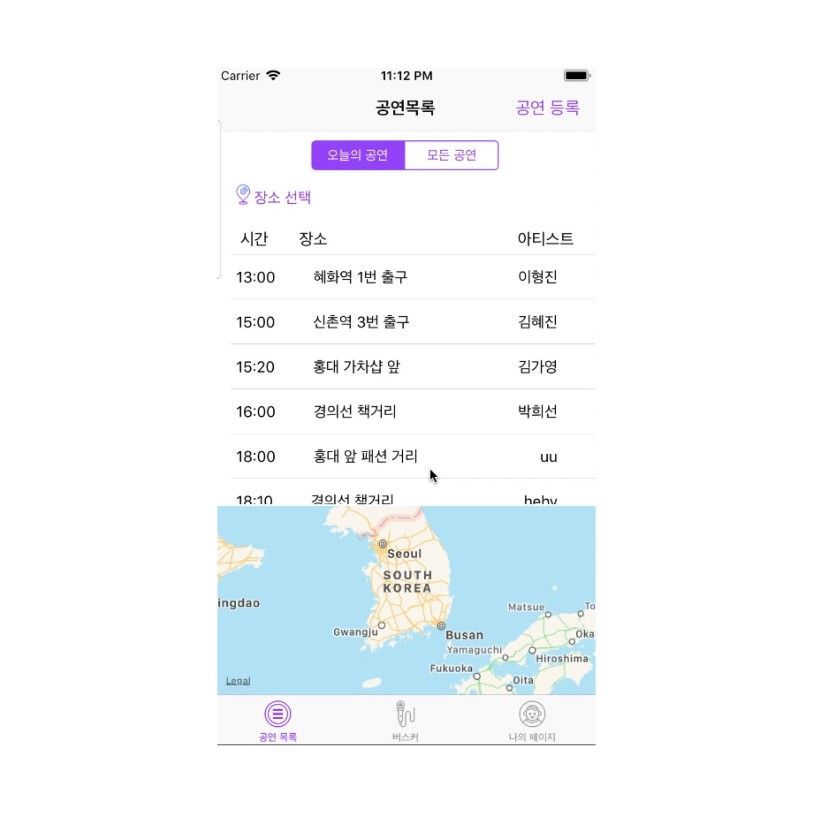 Carrier 11:12 PM
공연목록 공연 등록
오늘의 공연 모든 공연
장소 선택
시간 장소 아티스트
13:00 혜화역 1번 출구 이형진
15:00 신촌역 3번 출구 김혜진
15:20 홍대 가차샵 앞 김가영
16:00 경의선 책거리 박희선
18:00 홍대 앞 패션 거리 uu
18:10 경의선 책거리
Seoul
SOUTH
KOREA
ingdao
Matsue To
Gwangju Busan Oka
Yamaguchi Hiroshima
Fukuoka
Legal Oita
공연 목록 버스커 나의 페이지